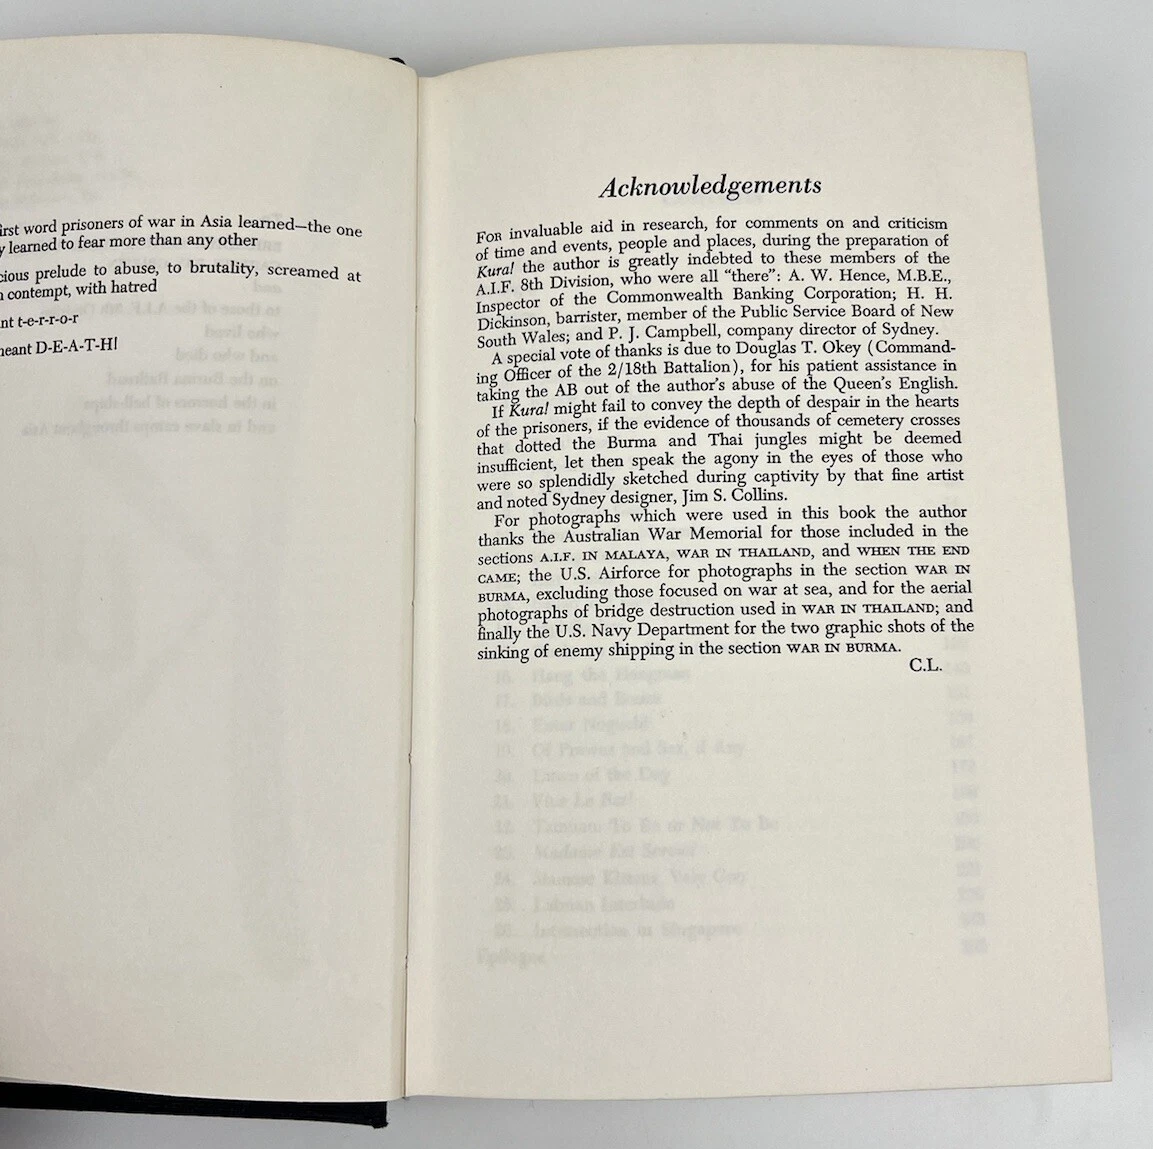 irst word prisoners of war in Asia learned—the one
y learned to fear more than any other
cious prelude to abuse, to brutality, screamed at
n contempt, with hatred
nt t-e-r-r-o-r
neant D-E-A-T-H!
Acknowledgements
FOR invaluable aid in research, for comments on and criticism
of time and events, people and places, during the preparation of
Kura! the author is greatly indebted to these members of the
A.I.F. 8th Division, who were all "there": A. W. Hence, M.B.E.,
Inspector of the Commonwealth Banking Corporation; H. H.
Dickinson, barrister, member of the Public Service Board of New
South Wales; and P. J. Campbell, company director of Sydney.
A special vote of thanks is due to Douglas T. Okey (Command-
ing Officer of the 2/18th Battalion), for his patient assistance in
taking the AB out of the author's abuse of the Queen's English.
If Kura! might fail to convey the depth of despair in the hearts
of the prisoners, if the evidence of thousands of cemetery crosses
that dotted the Burma and Thai jungles might be deemed
insufficient, let then speak the agony in the eyes of those who
were so splendidly sketched during captivity by that fine artist
and noted Sydney designer, Jim S. Collins.
For photographs which were used in this book the author
thanks the Australian War Memorial for those included in the
sections A.I.F. IN MALAYA, WAR IN THAILAND, and WHEN THE END
CAME; the U.S. Airforce for photographs in the section WAR IN
BURMA, excluding those focused on war at sea, and for the aerial
photographs of bridge destruction used in WAR IN THAILAND; and
finally the U.S. Navy Department for the two graphic shots of the
sinking of enemy shipping in the section WAR IN BURMA.
C.L.